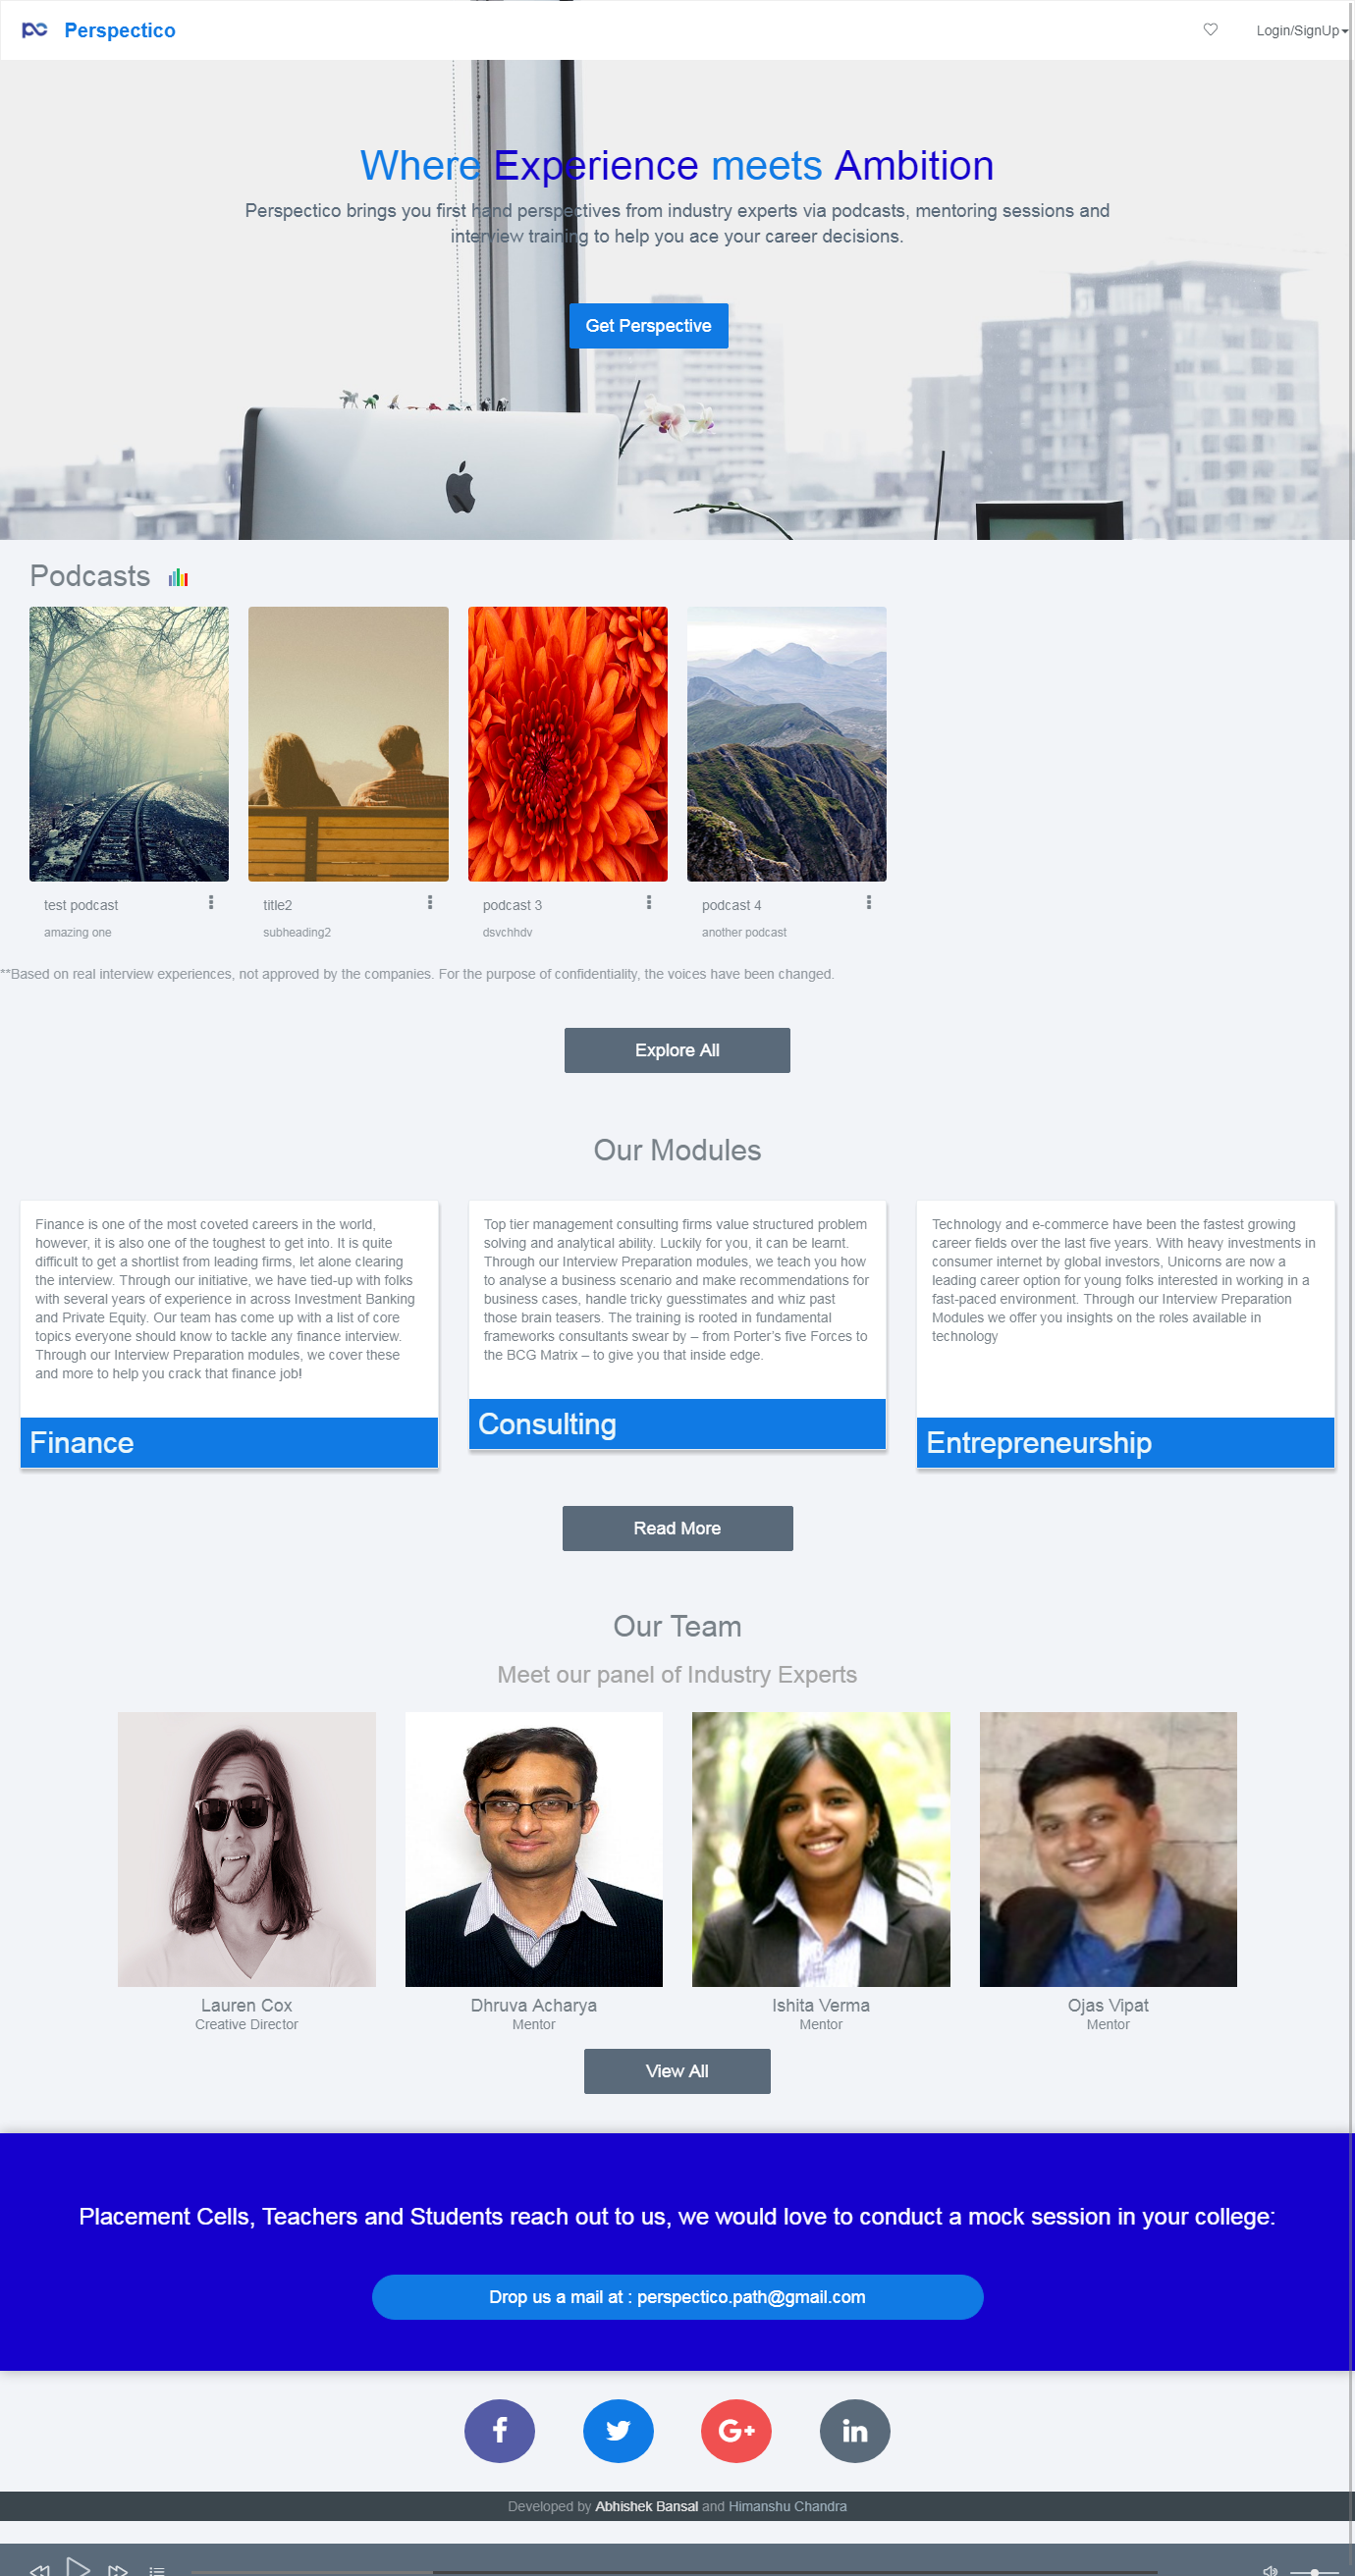 Perspectico
Login/SignUp
Where Experience meets Ambition
Perspectico brings you first hand perspectives from industry experts via podcasts, mentoring sessions and
interview training to help you ace your career decisions.
Get Perspective
Podcasts
test podcast
amazing one
title2
subheading2
podcast 3
dsvchhdv
podcast 4
another podcast
**Based on real interview experiences, not approved by the companies. For the purpose of confidentiality, the voices have been changed.
Explore All
Our Modules
Finance is one of the most coveted careers in the world,
however, it is also one of the toughest to get into. It is quite
difficult to get a shortlist from leading firms, let alone clearing
the interview. Through our initiative, we have tied-up with folks
with several years of experience in across Investment Banking
and Private Equity. Our team has come up with a list of core
topics everyone should know to tackle any finance interview.
Through our Interview Preparation modules, we cover these
and more to help you crack that finance job!
Finance
Top tier management consulting firms value structured problem
solving and analytical ability. Luckily for you, it can be learnt.
Through our Interview Preparation modules, we teach you how
to analyse a business scenario and make recommendations for
business cases, handle tricky guesstimates and whiz past
those brain teasers. The training is rooted in fundamental
frameworks consultants swear by – from Porter's five Forces to
the BCG Matrix – to give you that inside edge.
Consulting
Technology and e-commerce have been the fastest growing
career fields over the last five years. With heavy investments in
consumer internet by global investors, Unicorns are now a
leading career option for young folks interested in working in a
fast-paced environment. Through our Interview Preparation
Modules we offer you insights on the roles available in
technology
Entrepreneurship
Read More
Our Team
Meet our panel of Industry Experts
Lauren Cox
Creative Director
Dhruva Acharya
Mentor
Ishita Verma
Mentor
Ojas Vipat
Mentor
View All
Placement Cells, Teachers and Students reach out to us, we would love to conduct a mock session in your college:
Drop us a mail at : perspectico.path@gmail.com
Developed by Abhishek Bansal and Himanshu Chandra